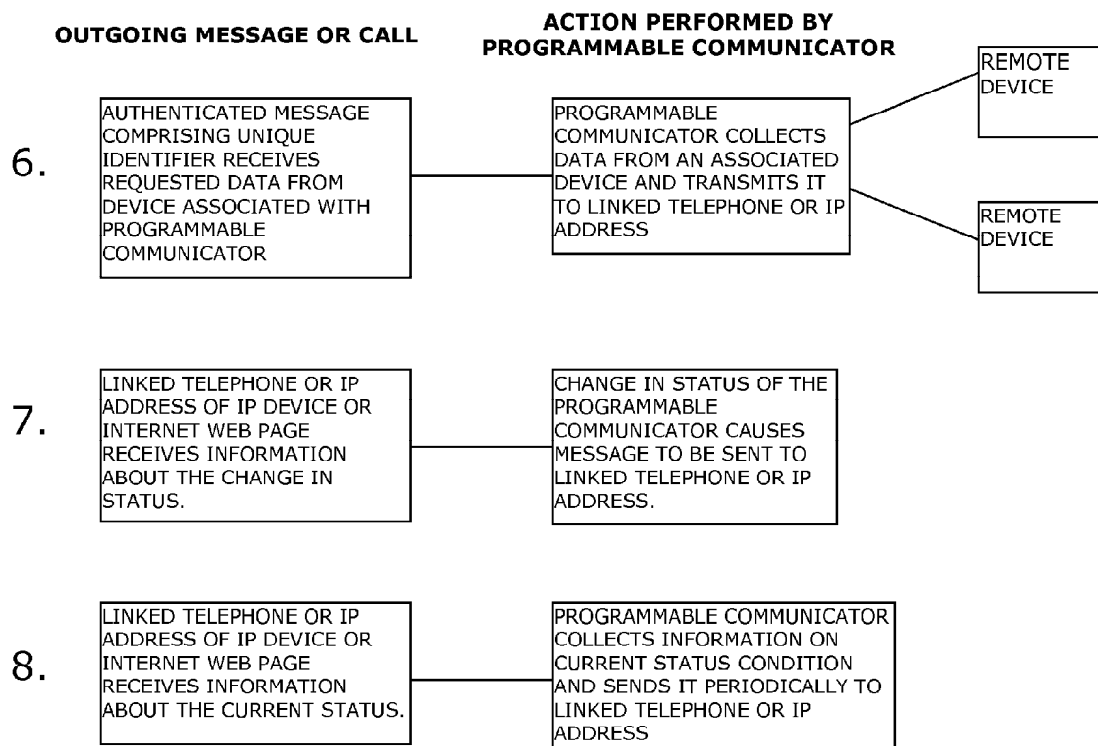 OUTGOING MESSAGE OR CALL
ACTION PERFORMED BY
PROGRAMMABLE COMMUNICATOR
6.
AUTHENTICATED MESSAGE
COMPRISING UNIQUE
IDENTIFIER RECEIVES
REQUESTED DATA FROM
DEVICE ASSOCIATED WITH
PROGRAMMABLE
COMMUNICATOR
PROGRAMMABLE
COMMUNICATOR COLLECTS
DATA FROM AN ASSOCIATED
DEVICE AND TRANSMITS IT
TO LINKED TELEPHONE OR IP
ADDRESS
REMOTE
DEVICE
REMOTE
DEVICE
7.
LINKED TELEPHONE OR IP
ADDRESS OF IP DEVICE OR
INTERNET WEB PAGE
RECEIVES INFORMATION
ABOUT THE CHANGE IN
STATUS.
CHANGE IN STATUS OF THE
PROGRAMMABLE
COMMUNICATOR CAUSES
MESSAGE TO BE SENT TO
LINKED TELEPHONE OR IP
ADDRESS.
8.
LINKED TELEPHONE OR IP
ADDRESS OF IP DEVICE OR
INTERNET WEB PAGE
RECEIVES INFORMATION
ABOUT THE CURRENT STATUS.
PROGRAMMABLE COMMUNICATOR
COLLECTS INFORMATION ON
CURRENT STATUS CONDITION
AND SENDS IT PERIODICALLY TO
LINKED TELEPHONE OR IP
ADDRESS